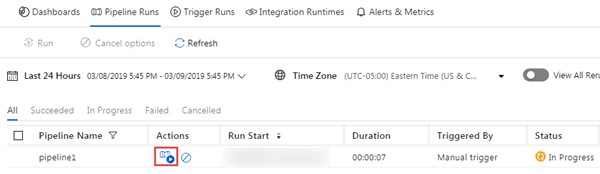 Dashboards Pipeline Runs Trigger Runs Integration Runtimes Alerts & Metrics
Run Cancel options Refresh
Last 24 Hours 03/08/2019 5:45 PM - 03/09/2019 5:45 PM Time Zone (UTC-05:00) Eastern Time (US & C... View All Reru
All Succeeded In Progress Failed Cancelled
Pipeline Name Actions Run Start Duration Triggered By Status
pipeline1 00:00:07 Manual trigger In Progress